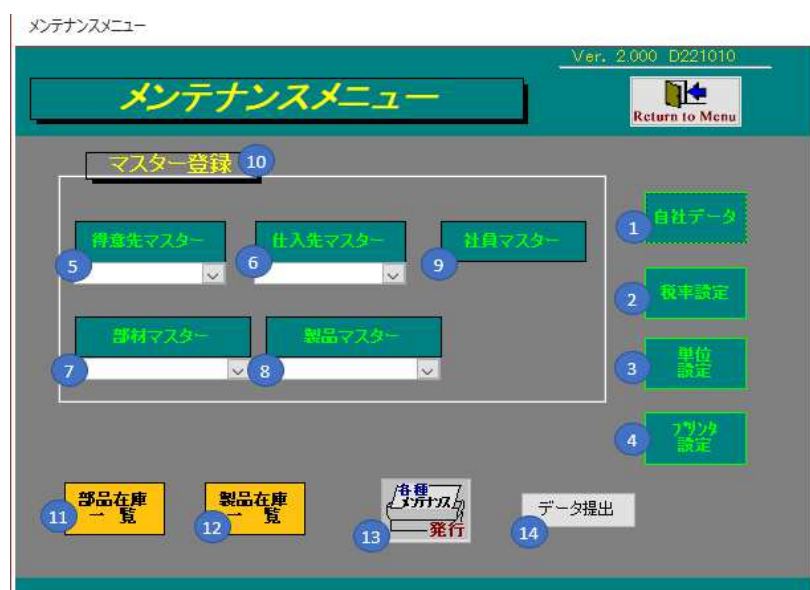 メンテナンスメニュー
Ver. 2.000 D221010
メンテナンスメニュー
Return to Menu
マスター登録 10
得意先マスター
5
仕入先マスター
6
社員マスター
9
部材マスター
7
製品マスター
8
自社データ
1
税率設定
2
単位
設定
3
プリンタ
設定
4
部品在庫
一 覧
11
製品在庫
一 覧
12
各種
メンテナンス
発行
13
データ提出
14